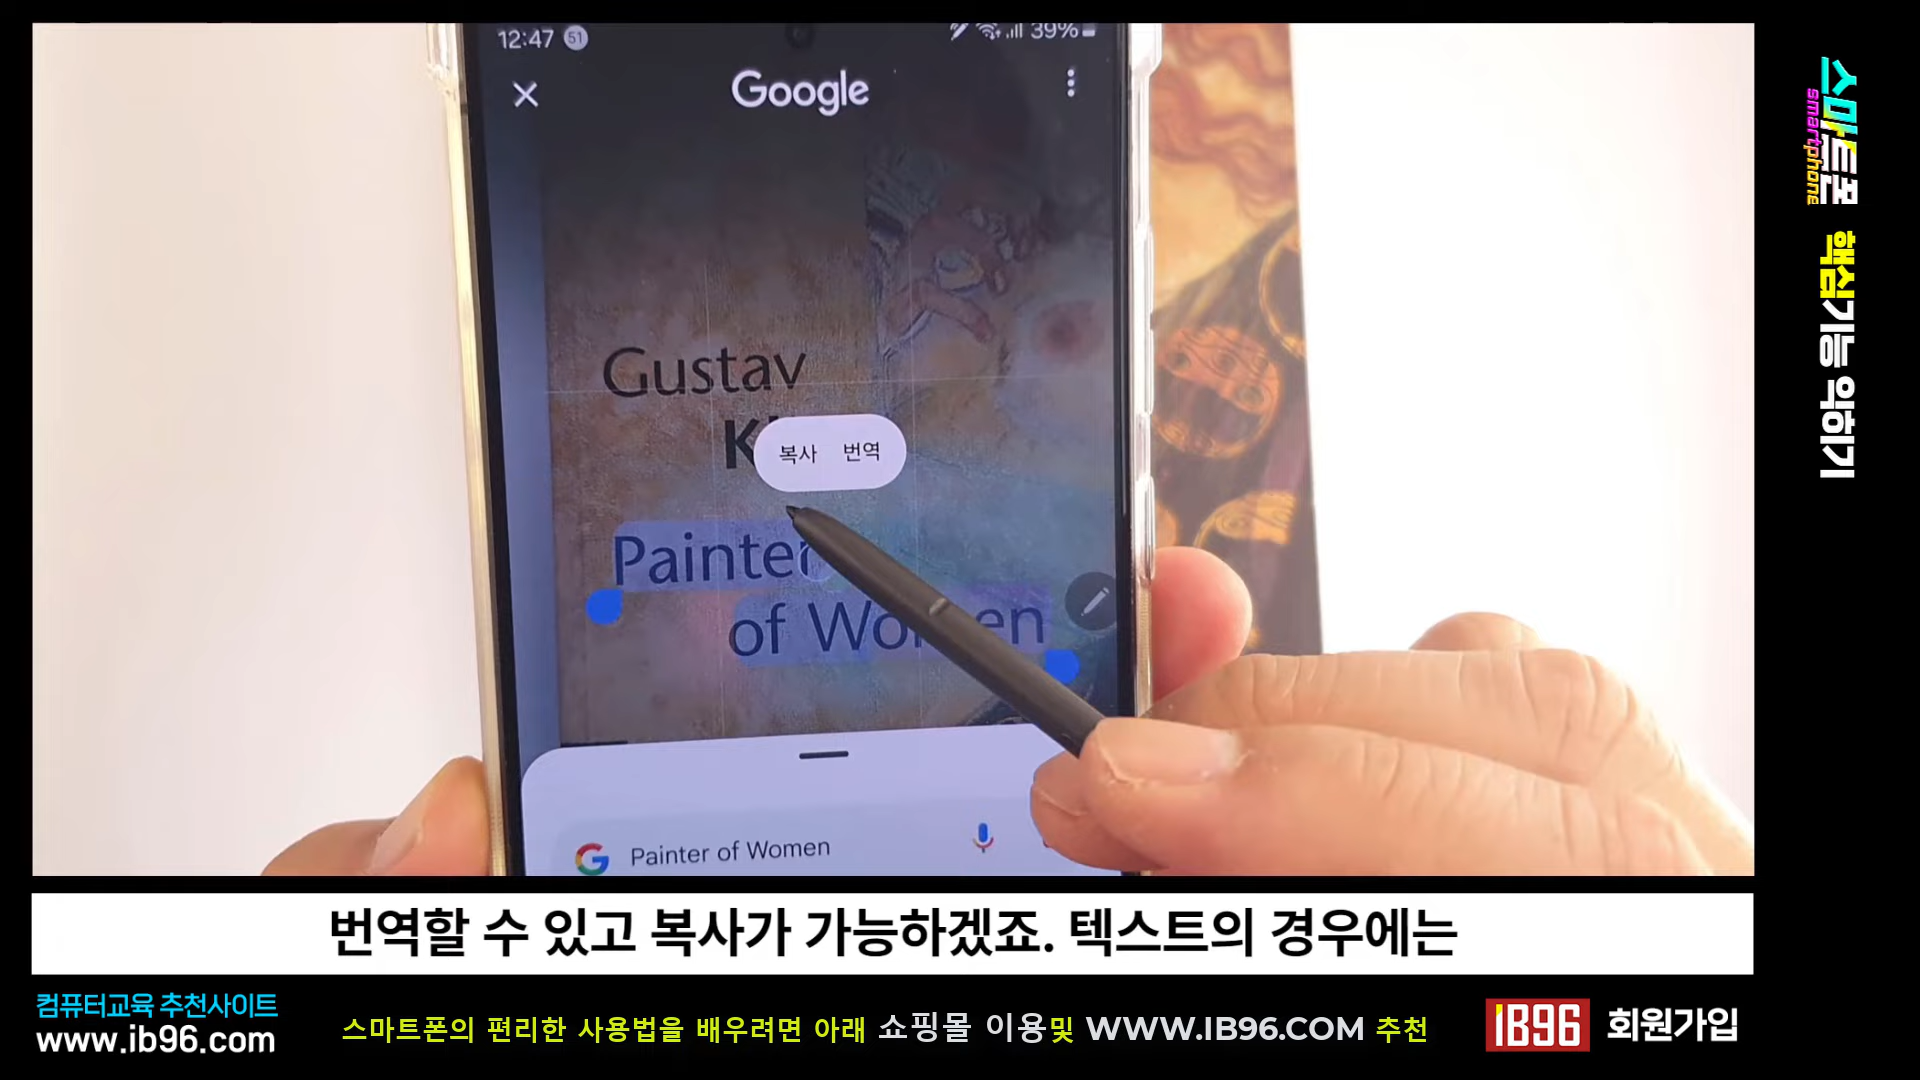 12:47 51 39%
Google
Gustav
복사 번역
Painter
of Women
Painter of Women
번역할 수 있고 복사가 가능하겠죠. 텍스트의 경우에는
컴퓨터교육 추천사이트
www.ib96.com
스마트폰의 편리한 사용법을 배우려면 아래 쇼핑몰 이용및 WWW.IB96.COM 추천
IB96 회원가입
스마트폰 핵심기능 익히기
smartphone